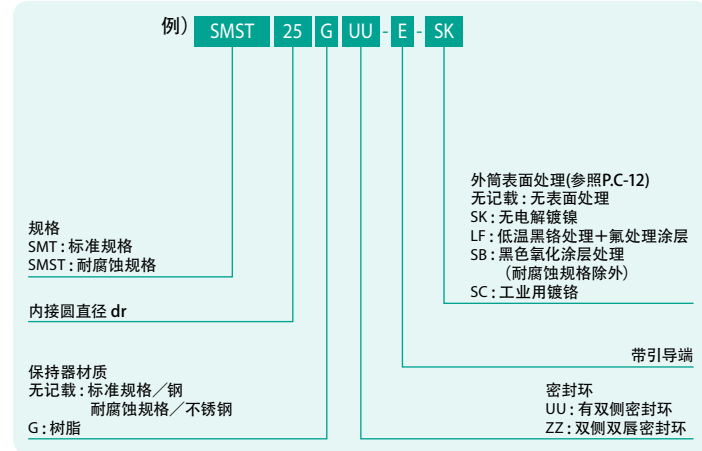 例） SMST 25 G UU - E - SK
外筒表面处理(参照P.C-12)
无记载：无表面处理
SK：无电解镀镍
LF：低温黑铬处理＋氟处理涂层
SB：黑色氧化涂层处理
（耐腐蚀规格除外）
SC：工业用镀铬
规格
SMT：标准规格
SMST：耐腐蚀规格
内接圆直径 dr
带引导端
保持器材质
无记载：标准规格／钢
耐腐蚀规格／不锈钢
G：树脂
密封环
UU：有双侧密封环
ZZ：双侧双唇密封环